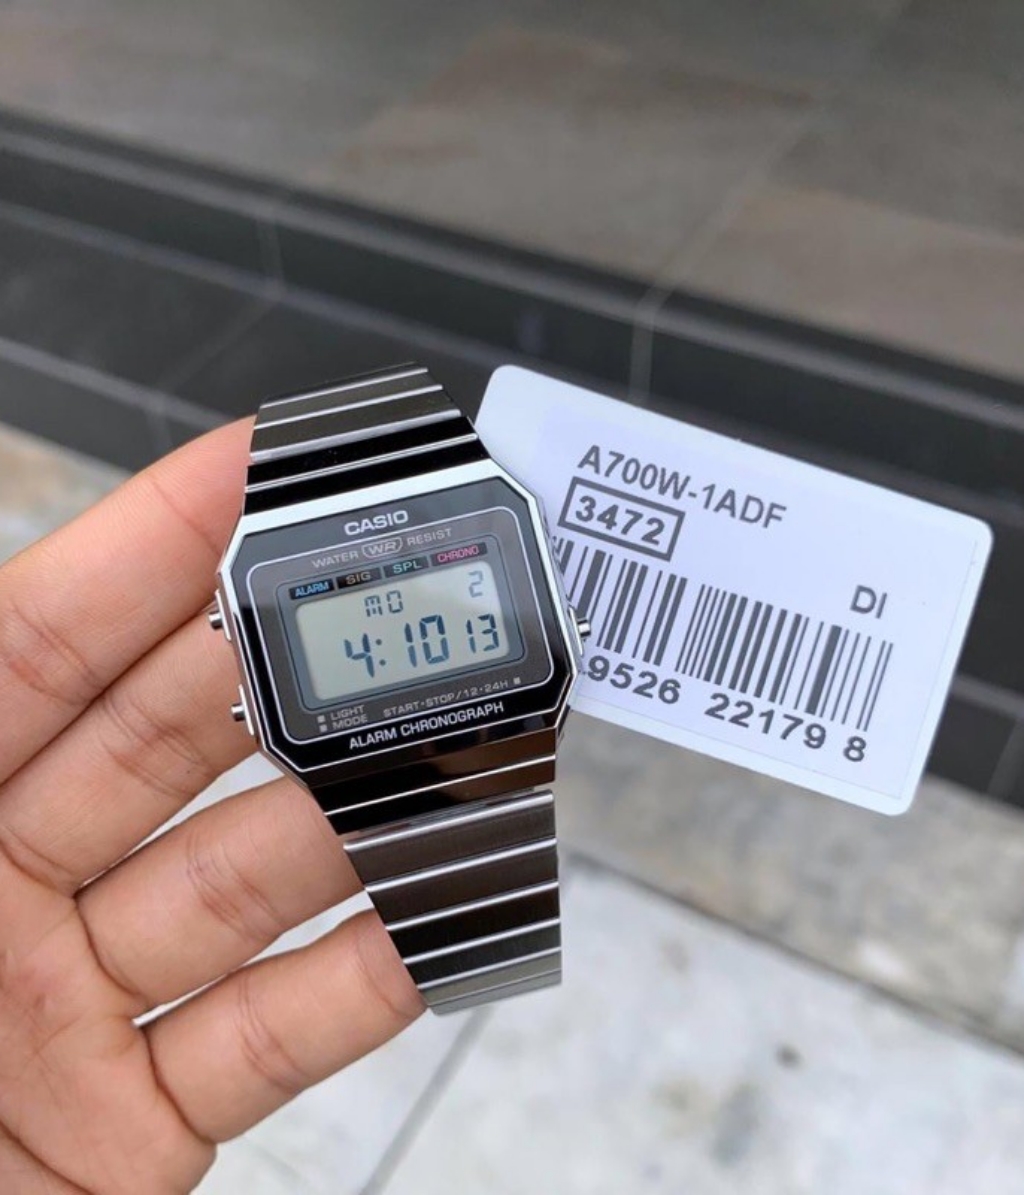 CASIO
WATER WR RESIST
ALARM SIG SPL CHRONO
MO 2
4:10 13
LIGHT
MODE
START·STOP/12·24H
ALARM CHRONOGRAPH
A700W-1ADF
3472
DI
9526 22179 8